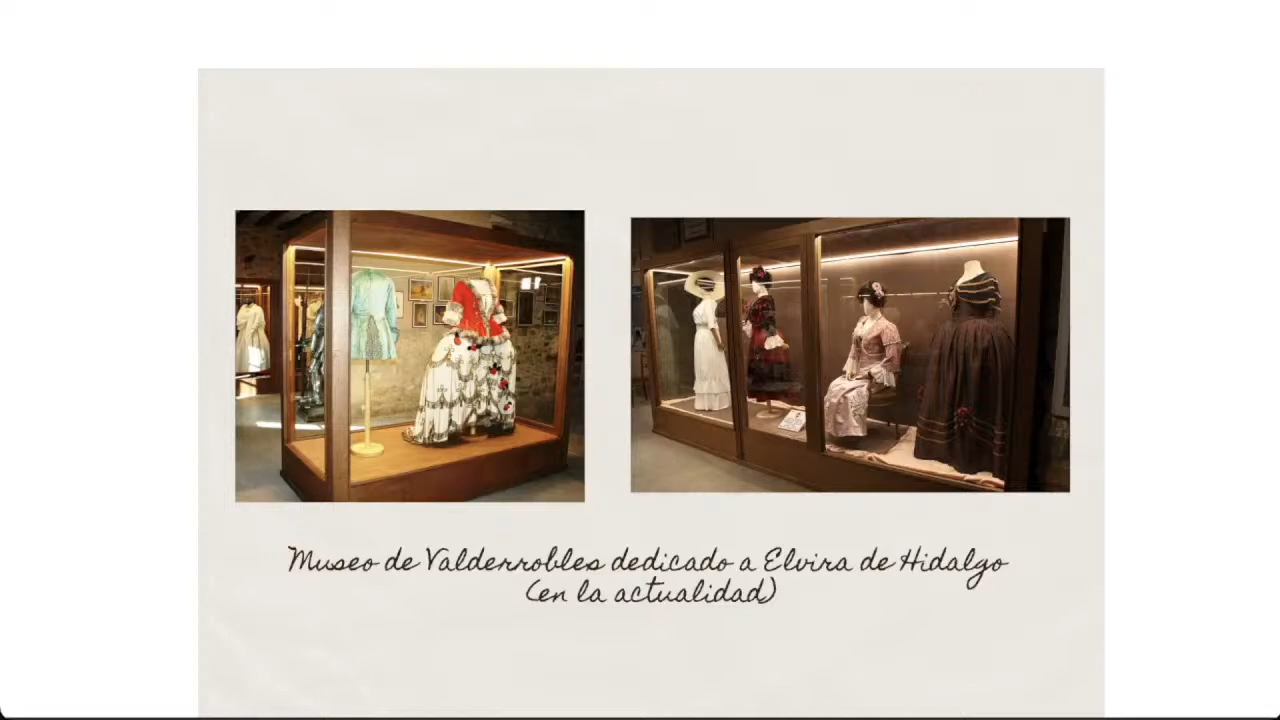 Museo de Valderrobles dedicado a Elvira de Hidalgo
(en la actualidad)